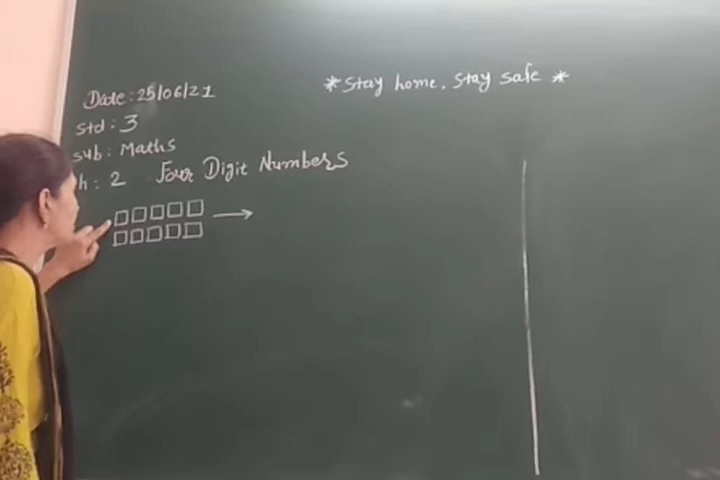 *Stay home. Stay safe *
Date: 25/06/21
Std: 3
sub: Maths
h: 2 Four Digit Numbers